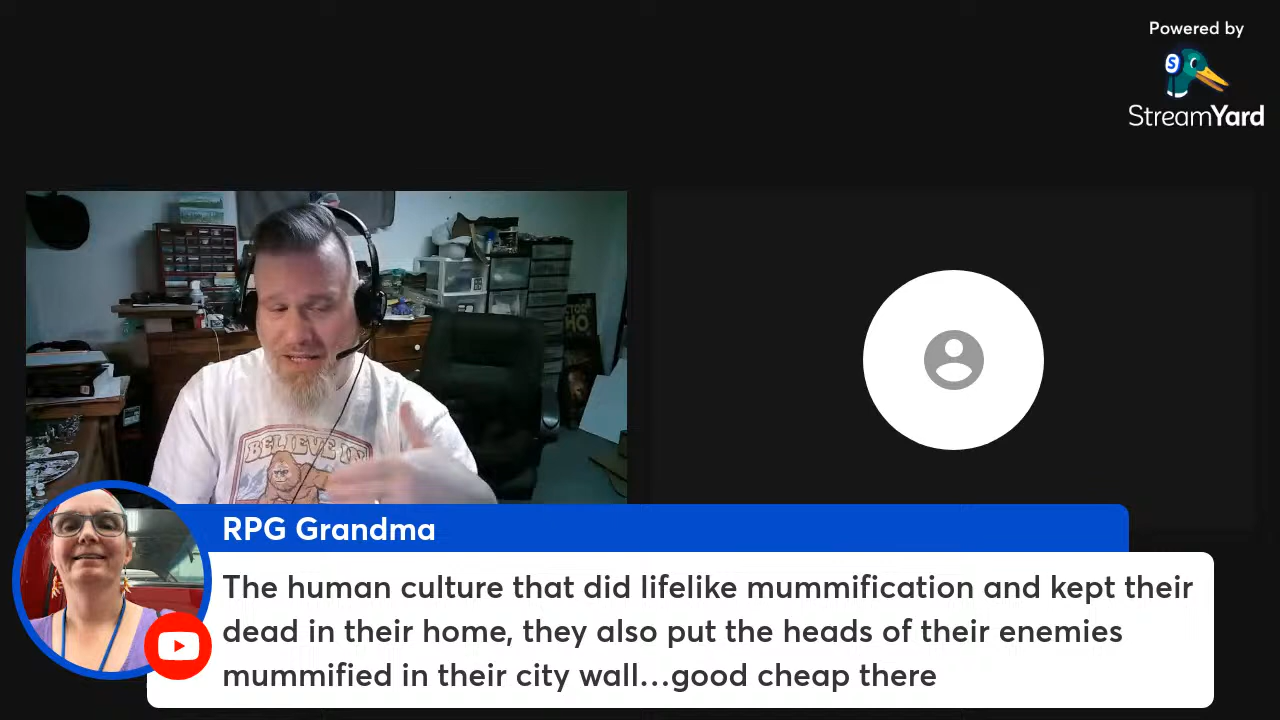 Powered by
S
StreamYard
BELIEVE IN
RPG Grandma
The human culture that did lifelike mummification and kept their
dead in their home, they also put the heads of their enemies
mummified in their city wall...good cheap there